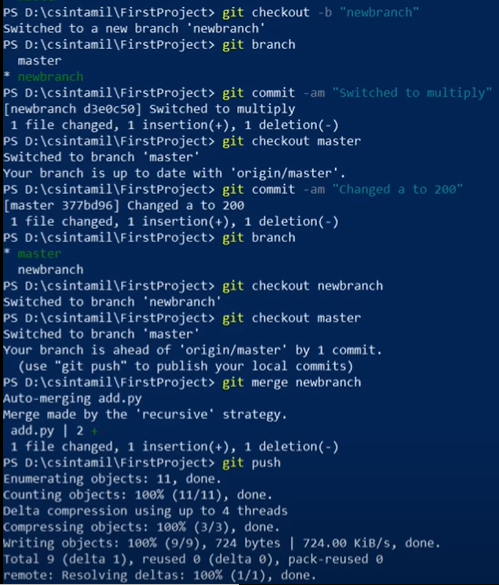 PS D:\csintamil\FirstProject> git checkout -b "newbranch"
Switched to a new branch 'newbranch'
PS D:\csintamil\FirstProject> git branch
  master
* newbranch
PS D:\csintamil\FirstProject> git commit -am "Switched to multiply"
[newbranch d3e0c50] Switched to multiply
 1 file changed, 1 insertion(+), 1 deletion(-)
PS D:\csintamil\FirstProject> git checkout master
Switched to branch 'master'
Your branch is up to date with 'origin/master'.
PS D:\csintamil\FirstProject> git commit -am "Changed a to 200"
[master 377bd96] Changed a to 200
 1 file changed, 1 insertion(+), 1 deletion(-)
PS D:\csintamil\FirstProject> git branch
* master
  newbranch
PS D:\csintamil\FirstProject> git checkout newbranch
Switched to branch 'newbranch'
PS D:\csintamil\FirstProject> git checkout master
Switched to branch 'master'
Your branch is ahead of 'origin/master' by 1 commit.
  (use "git push" to publish your local commits)
PS D:\csintamil\FirstProject> git merge newbranch
Auto-merging add.py
Merge made by the 'recursive' strategy.
 add.py | 2 +
 1 file changed, 1 insertion(+), 1 deletion(-)
PS D:\csintamil\FirstProject> git push
Enumerating objects: 11, done.
Counting objects: 100% (11/11), done.
Delta compression using up to 4 threads
Compressing objects: 100% (3/3), done.
Writing objects: 100% (9/9), 724 bytes | 724.00 KiB/s, done.
Total 9 (delta 1), reused 0 (delta 0), pack-reused 0
remote: Resolving deltas: 100% (1/1), done.